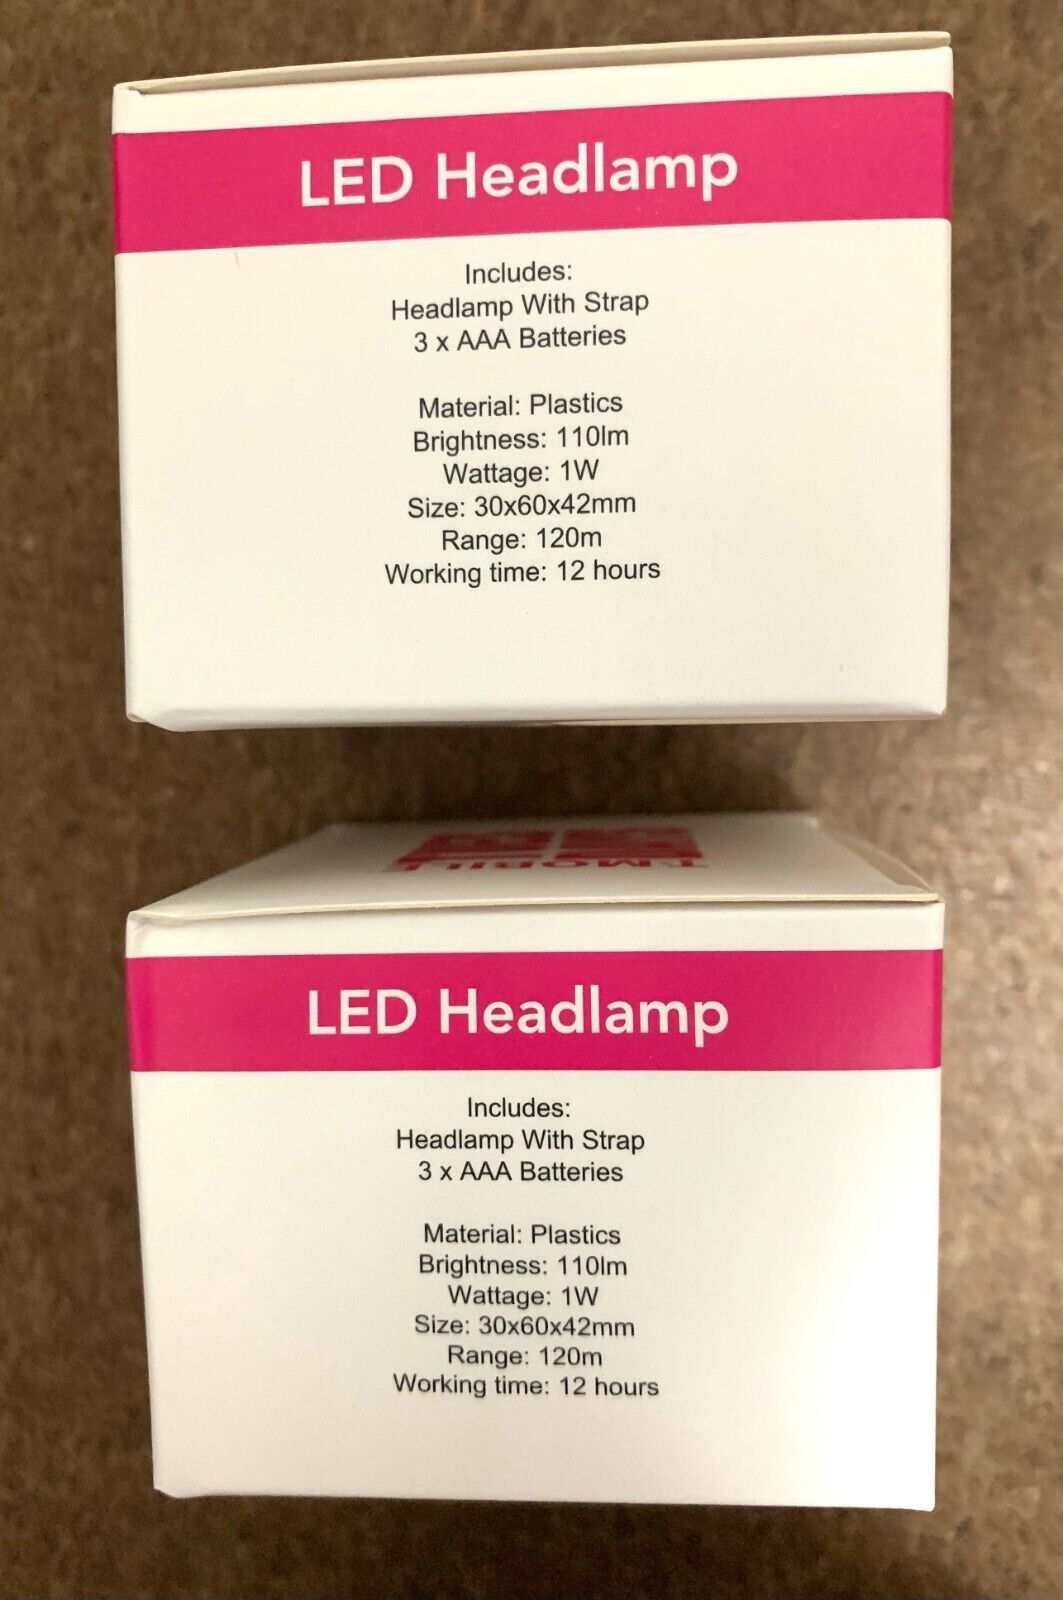 LED Headlamp
Includes:
Headlamp With Strap
3 x AAA Batteries
Material: Plastics
Brightness: 110lm
Wattage: 1W
Size: 30x60x42mm
Range: 120m
Working time: 12 hours
LED Headlamp
Includes:
Headlamp With Strap
3 x AAA Batteries
Material: Plastics
Brightness: 110lm
Wattage: 1W
Size: 30x60x42mm
Range: 120m
Working time: 12 hours